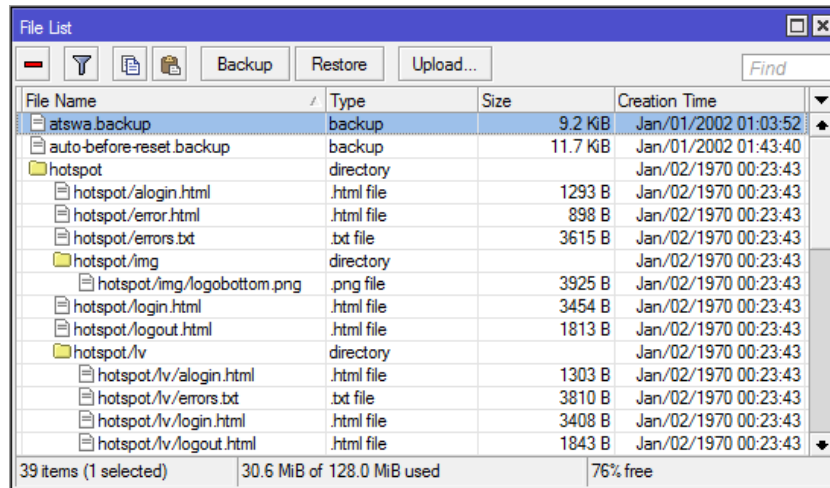 File List
Backup Restore Upload... Find
File Name Type Size Creation Time
atswa.backup backup 9.2 KiB Jan/01/2002 01:03:52
auto-before-reset.backup backup 11.7 KiB Jan/01/2002 01:43:40
hotspot directory Jan/02/1970 00:23:43
hotspot/alogin.html .html file 1293 B Jan/02/1970 00:23:43
hotspot/error.html .html file 898 B Jan/02/1970 00:23:43
hotspot/errors.txt .txt file 3615 B Jan/02/1970 00:23:43
hotspot/img directory Jan/02/1970 00:23:43
hotspot/img/logobottom.png .png file 3925 B Jan/02/1970 00:23:43
hotspot/login.html .html file 3454 B Jan/02/1970 00:23:43
hotspot/logout.html .html file 1813 B Jan/02/1970 00:23:43
hotspot/lv directory Jan/02/1970 00:23:43
hotspot/lv/alogin.html .html file 1303 B Jan/02/1970 00:23:43
hotspot/lv/errors.txt .txt file 3810 B Jan/02/1970 00:23:43
hotspot/lv/login.html .html file 3408 B Jan/02/1970 00:23:43
hotspot/lv/logout.html .html file 1843 B Jan/02/1970 00:23:43
39 items (1 selected) 30.6 MiB of 128.0 MiB used 76% free